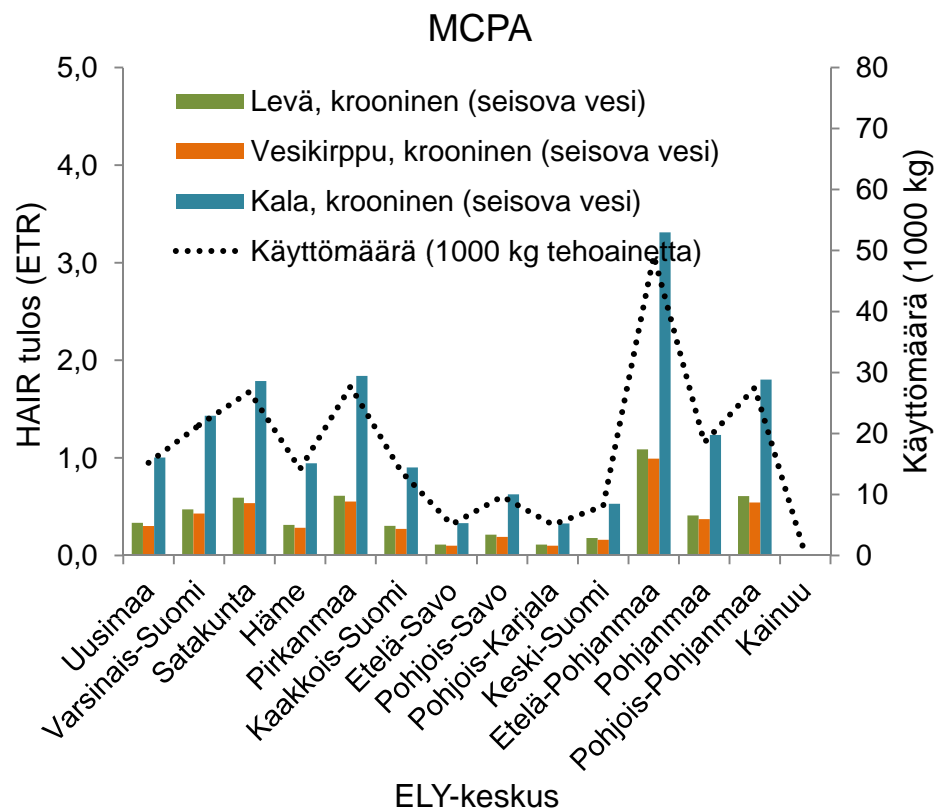 MCPA
Levä, krooninen (seisova vesi)
Vesikirppu, krooninen (seisova vesi)
Kala, krooninen (seisova vesi)
Käyttömäärä (1000 kg tehoainetta)
HAIR tulos (ETR)
5,0
4,0
3,0
2,0
1,0
0,0
Käyttömäärä (1000 kg)
80
70
60
50
40
30
20
10
0
Uusimaa
Varsinais-Suomi
Satakunta
Häme
Pirkanmaa
Kaakkois-Suomi
Etelä-Savo
Pohjois-Savo
Pohjois-Karjala
Keski-Suomi
Etelä-Pohjanmaa
Pohjanmaa
Pohjois-Pohjanmaa
Kainuu
ELY-keskus